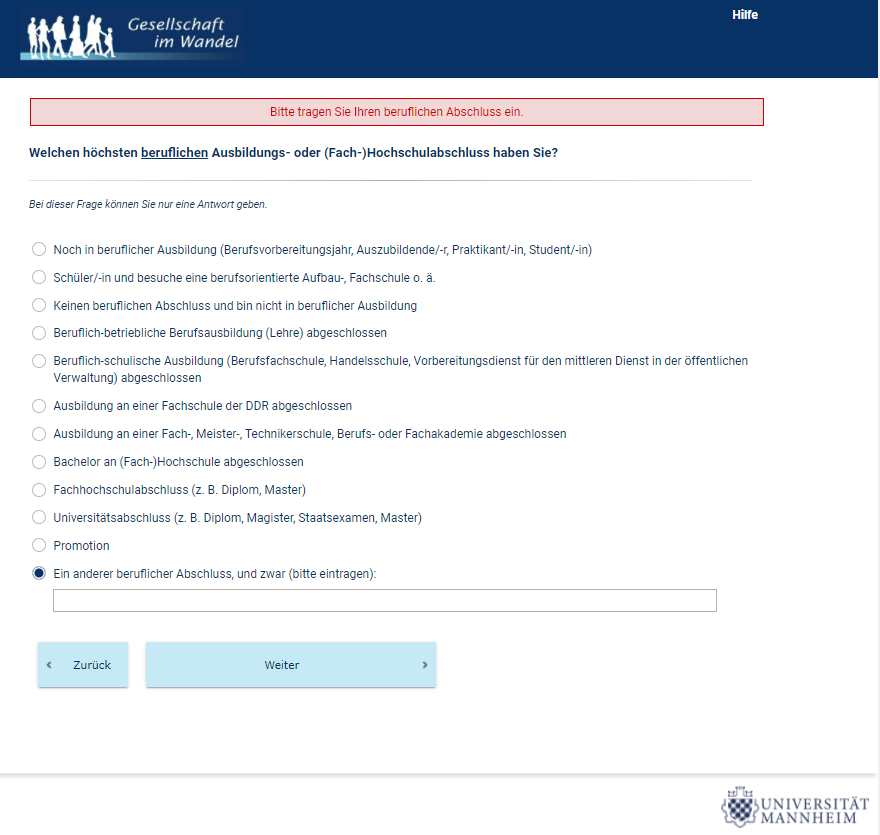 Gesellschaft
im Wandel
Hilfe
Bitte tragen Sie Ihren beruflichen Abschluss ein.
Welchen höchsten beruflichen Ausbildungs- oder (Fach-)Hochschulabschluss haben Sie?
Bei dieser Frage können Sie nur eine Antwort geben.
Noch in beruflicher Ausbildung (Berufsvorbereitungsjahr, Auszubildende/-r, Praktikant/-in, Student/-in)
Schüler/-in und besuche eine berufsorientierte Aufbau-, Fachschule o. ä.
Keinen beruflichen Abschluss und bin nicht in beruflicher Ausbildung
Beruflich-betriebliche Berufsausbildung (Lehre) abgeschlossen
Beruflich-schulische Ausbildung (Berufsfachschule, Handelsschule, Vorbereitungsdienst für den mittleren Dienst in der öffentlichen
Verwaltung) abgeschlossen
Ausbildung an einer Fachschule der DDR abgeschlossen
Ausbildung an einer Fach-, Meister-, Technikerschule, Berufs- oder Fachakademie abgeschlossen
Bachelor an (Fach-)Hochschule abgeschlossen
Fachhochschulabschluss (z. B. Diplom, Master)
Universitätsabschluss (z. B. Diplom, Magister, Staatsexamen, Master)
Promotion
Ein anderer beruflicher Abschluss, und zwar (bitte eintragen):
Zurück
Weiter
UNIVERSITÄT
MANNHEIM